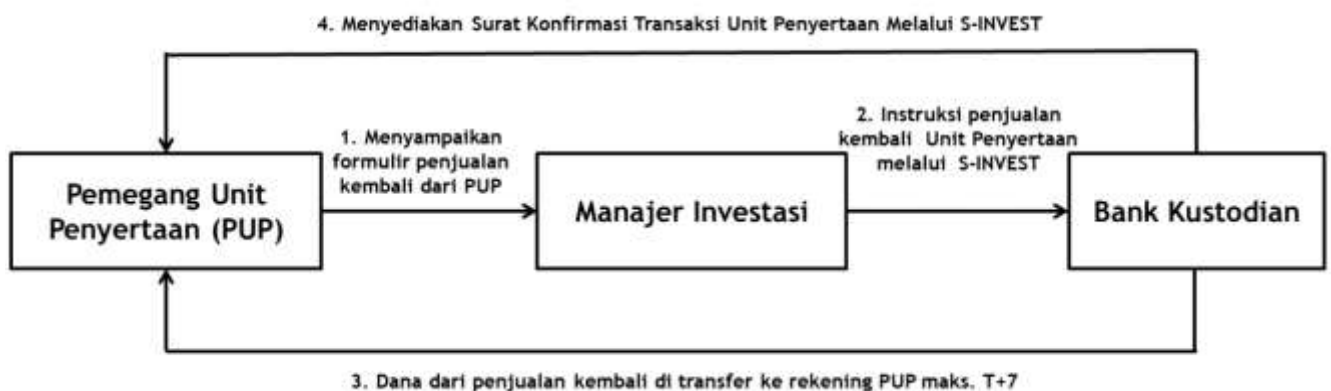 4. Menyediakan Surat Konfirmasi Transaksi Unit Penyertaan Melalui S-INVEST
1. Menyampaikan
formulir penjualan
kembali dari PUP
2. Instruksi penjualan
kembali Unit Penyertaan
melalui S-INVEST
Pemegang Unit
Penyertaan (PUP)
Manajer Investasi
Bank Kustodian
3. Dana dari penjualan kembali di transfer ke rekening PUP maks. T+7